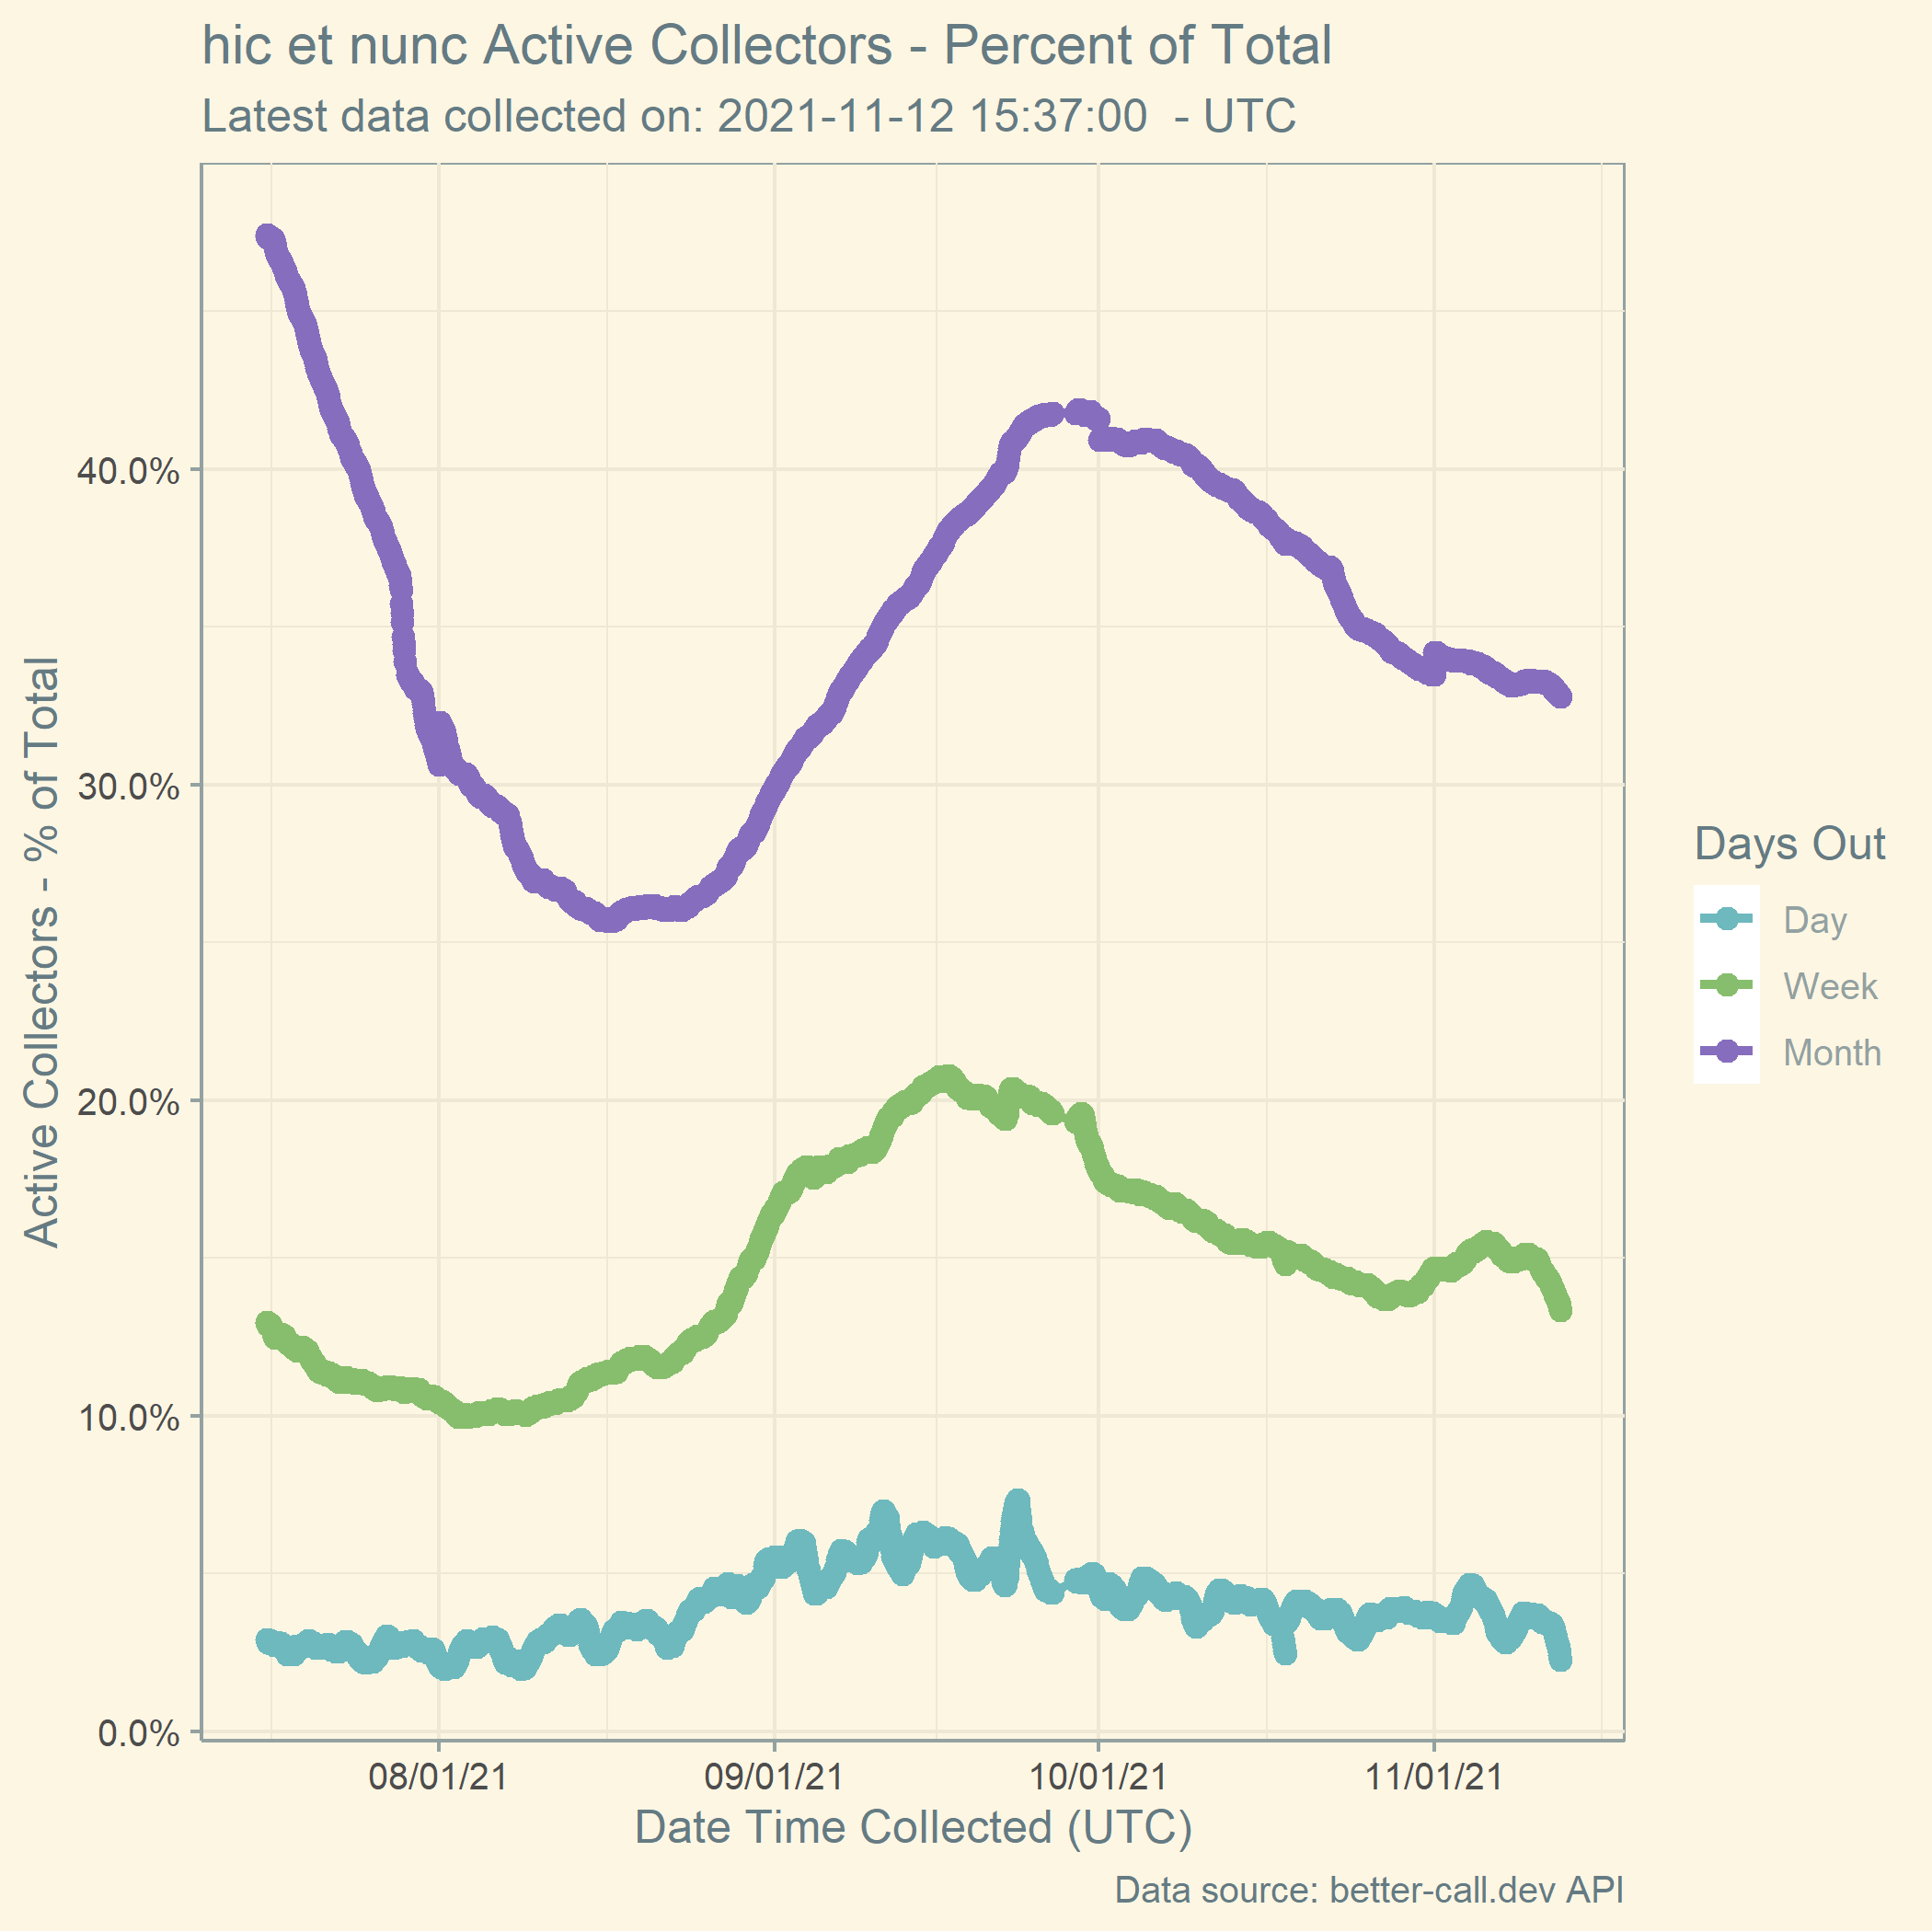 hic et nunc Active Collectors - Percent of Total
Latest data collected on: 2021-11-12 15:37:00  - UTC
Active Collectors - % of Total
40.0%
30.0%
20.0%
10.0%
0.0%
08/01/21
09/01/21
10/01/21
11/01/21
Date Time Collected (UTC)
Days Out
Day
Week
Month
Data source: better-call.dev API